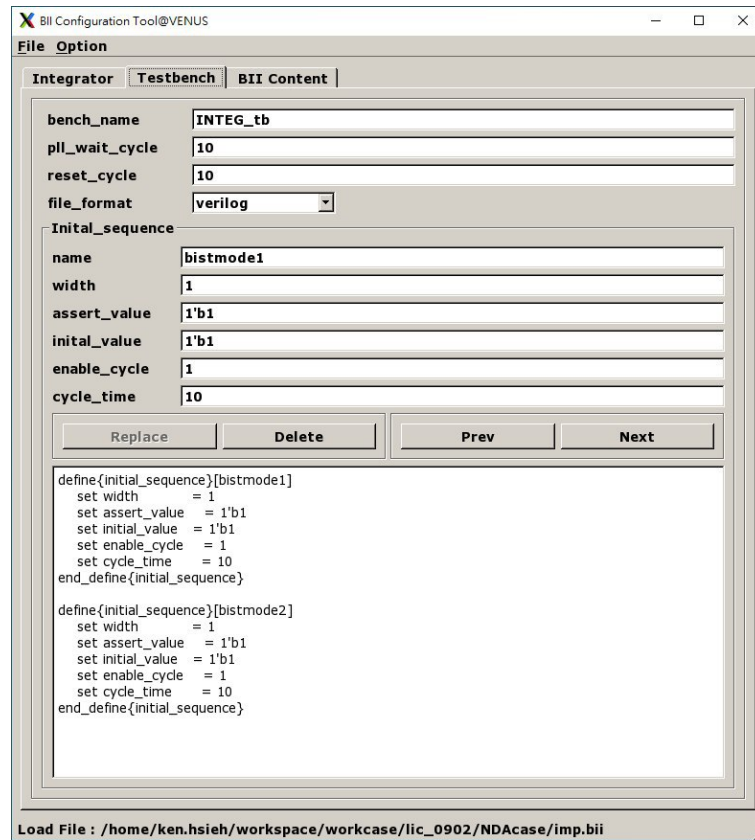 BII Configuration Tool@VENUS
File Option
Integrator Testbench BII Content
bench_name INTEG_tb
pll_wait_cycle 10
reset_cycle 10
file_format verilog
Inital_sequence
name bistmode1
width 1
assert_value 1'b1
inital_value 1'b1
enable_cycle 1
cycle_time 10
Replace Delete Prev Next
define{initial_sequence}[bistmode1]
set width = 1
set assert_value = 1'b1
set initial_value = 1'b1
set enable_cycle = 1
set cycle_time = 10
end_define{initial_sequence}
define{initial_sequence}[bistmode2]
set width = 1
set assert_value = 1'b1
set initial_value = 1'b1
set enable_cycle = 1
set cycle_time = 10
end_define{initial_sequence}
Load File : /home/ken.hsieh/workspace/workcase/lic_0902/NDAcase/imp.bii